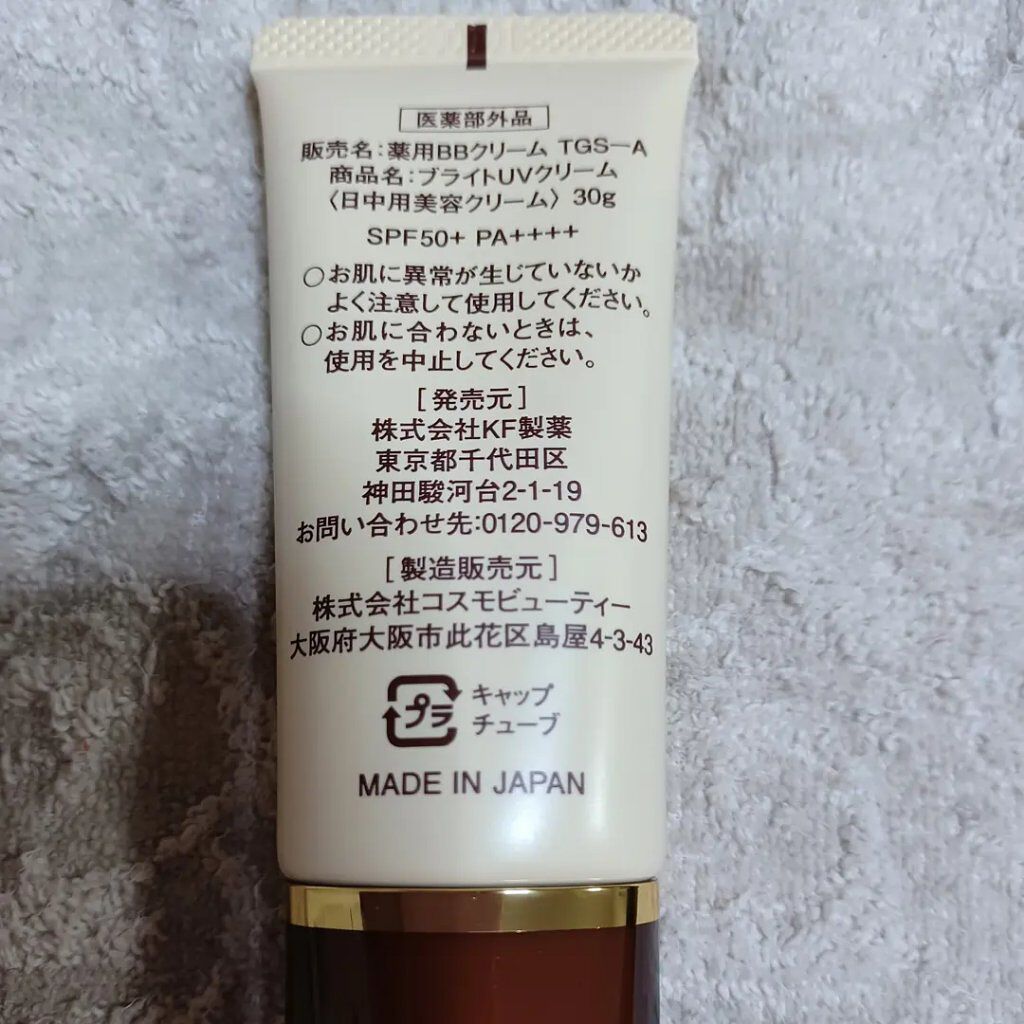 医薬部外品
販売名:薬用BBクリーム TGS－A
商品名:ブライトUVクリーム
〈日中用美容クリーム〉 30g
SPF50+ PA++++
○お肌に異常が生じていないか
よく注意して使用してください。
○お肌に合わないときは、
使用を中止してください。
[発売元]
株式会社KF製薬
東京都千代田区
神田駿河台2-1-19
お問い合わせ先:0120-979-613
[製造販売元]
株式会社コスモビューティー
大阪府大阪市此花区島屋4-3-43
プラ キャップ
チューブ
MADE IN JAPAN